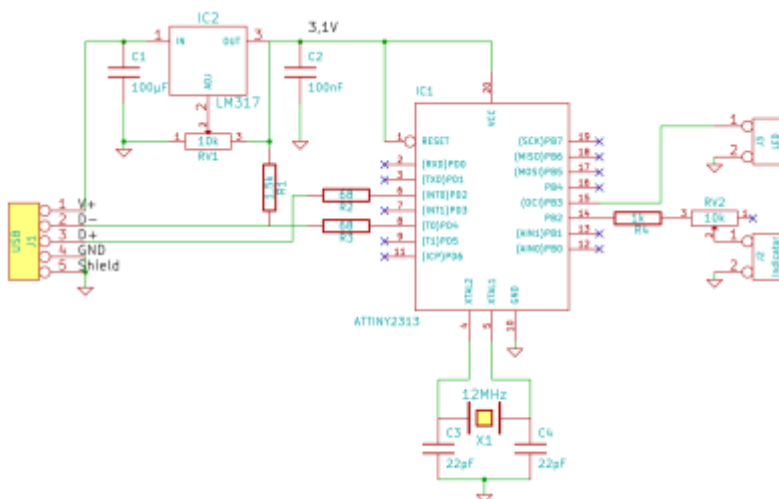 IC2
3,1V
1 IN OUT 3
ADJ
2
LM317
C1
100µF
C2
100nF
1 10k 3
2
RV1
1,5k
R1
IC1
20
VCC
1 RESET
2 (RXD)PD0
3 (TXD)PD1
6 (INT0)PD2
7 (INT1)PD3
8 (T0)PD4
9 (T1)PD5
11 (ICP)PD6
(SCK)PB7 19
(MISO)PB6 18
(MOSI)PB5 17
PB4 16
(OC)PB3 15
PB2 14
(AIN1)PB1 13
(AIN0)PB0 12
XTAL2
XTAL1
GND
4
5
10
ATTINY2313
68
R2
68
R3
USB
J1
1 V+
2 D-
3 D+
4 GND
5 Shield
1
2
J3
LED
1k
R4
RV2
3 10k 1
2
1
2
J2
Indicator
12MHz
X1
C3
22pF
C4
22pF